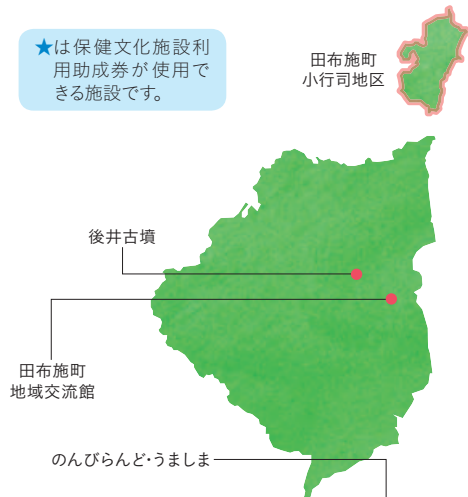 ★は保健文化施設利
用助成券が使用で
きる施設です。
田布施町
小行司地区
後井古墳
田布施町
地域交流館
のんびらんど・うましま